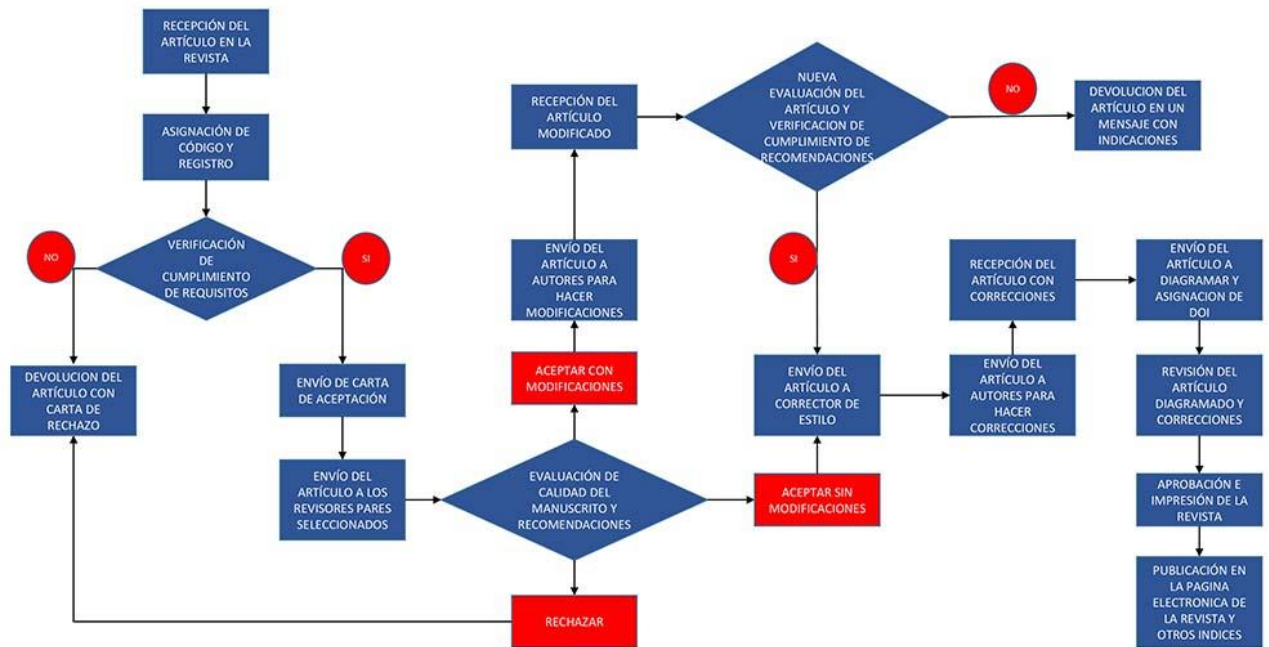 RECEPCIÓN DEL
ARTÍCULO EN LA
REVISTA
ASIGNACIÓN DE
CÓDIGO Y
REGISTRO
NO
VERIFICACIÓN
DE
CUMPLIMIENTO
DE REQUISITOS
SI
DEVOLUCION DEL
ARTÍCULO CON
CARTA DE
RECHAZO
ENVÍO DE CARTA
DE ACEPTACIÓN
ENVÍO DEL
ARTÍCULO A LOS
REVISORES PARES
SELECCIONADOS
EVALUACIÓN DE
CALIDAD DEL
MANUSCRITO Y
RECOMENDACIONES
RECHAZAR
ACEPTAR CON
MODIFICACIONES
ENVÍO DEL
ARTÍCULO A
AUTORES PARA
HACER
MODIFICACIONES
RECEPCIÓN DEL
ARTÍCULO
MODIFICADO
NUEVA
EVALUACIÓN DEL
ARTÍCULO Y
VERIFICACION DE
CUMPLIMIENTO DE
RECOMENDACIONES
NO
DEVOLUCION DEL
ARTÍCULO EN UN
MENSAJE CON
INDICACIONES
SI
ACEPTAR SIN
MODIFICACIONES
ENVÍO DEL
ARTÍCULO A
CORRECTOR DE
ESTILO
ENVÍO DEL
ARTÍCULO A
AUTORES PARA
HACER
CORRECCIONES
RECEPCIÓN DEL
ARTÍCULO CON
CORRECCIONES
ENVÍO DEL
ARTÍCULO A
DIAGRAMAR Y
ASIGNACION DE
DOI
REVISIÓN DEL
ARTÍCULO
DIAGRAMADO Y
CORRECCIONES
APROBACIÓN E
IMPRESIÓN DE LA
REVISTA
PUBLICACIÓN EN
LA PAGINA
ELECTRONICA DE
LA REVISTA Y
OTROS INDICES